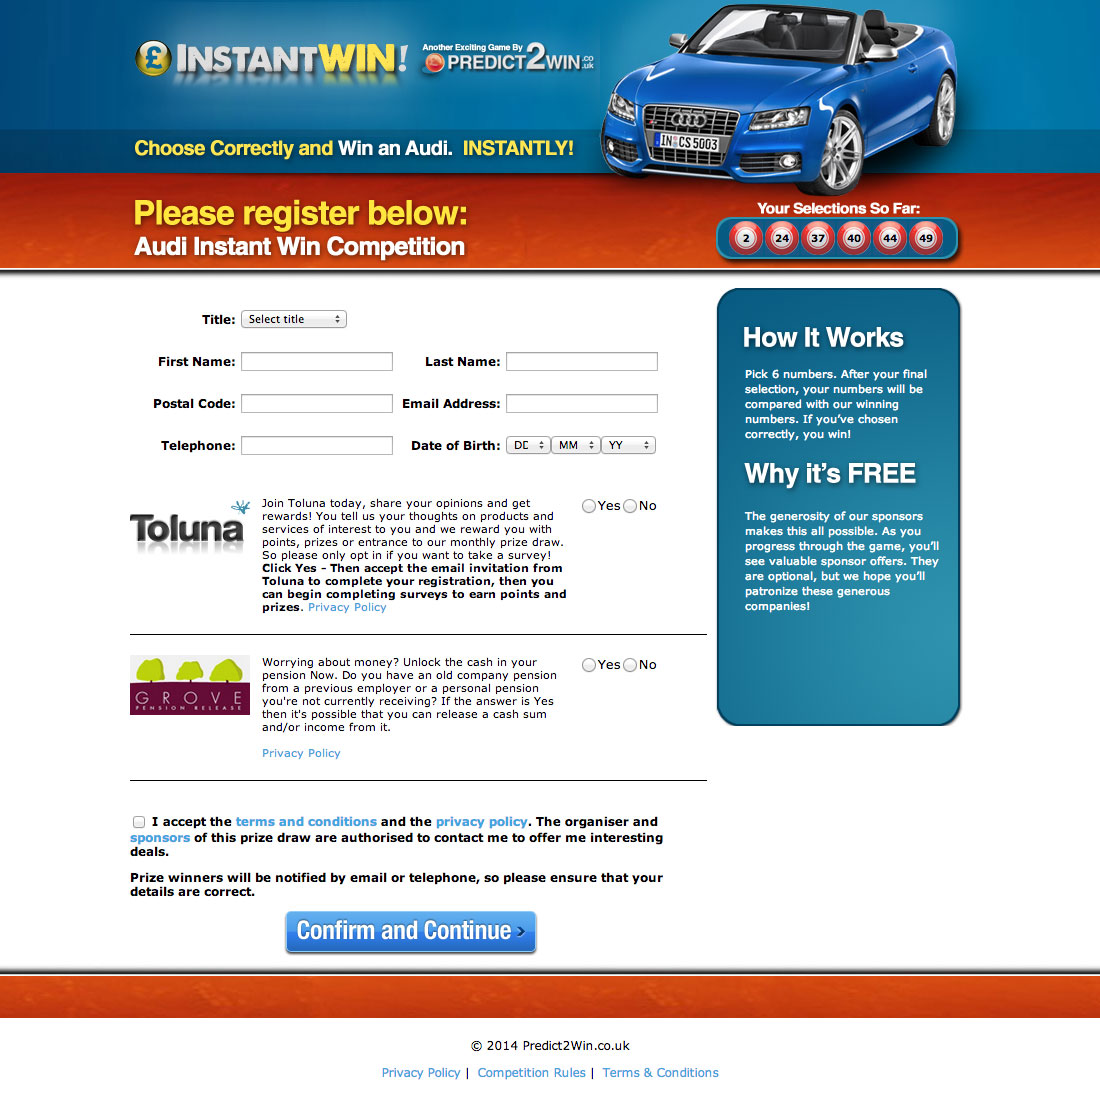 £ INSTANTWIN!
Another Exciting Game By
PREDICT2WIN.co.uk
IN CS 5003
Choose Correctly and Win an Audi. INSTANTLY!
Please register below:
Audi Instant Win Competition
Your Selections So Far:
2 24 37 40 44 49
Title: Select title
First Name: Last Name:
Postal Code: Email Address:
Telephone: Date of Birth: DD MM YY
Toluna
Join Toluna today, share your opinions and get
rewards! You tell us your thoughts on products and
services of interest to you and we reward you with
points, prizes or entrance to our monthly prize draw.
So please only opt in if you want to take a survey!
Click Yes - Then accept the email invitation from
Toluna to complete your registration, then you
can begin completing surveys to earn points and
prizes. Privacy Policy
Yes No
GROVE
PENSION RELEASE
Worrying about money? Unlock the cash in your
pension Now. Do you have an old company pension
from a previous employer or a personal pension
you're not currently receiving? If the answer is Yes
then it's possible that you can release a cash sum
and/or income from it.
Privacy Policy
Yes No
I accept the terms and conditions and the privacy policy. The organiser and
sponsors of this prize draw are authorised to contact me to offer me interesting
deals.
Prize winners will be notified by email or telephone, so please ensure that your
details are correct.
Confirm and Continue ›
How It Works
Pick 6 numbers. After your final
selection, your numbers will be
compared with our winning
numbers. If you’ve chosen
correctly, you win!
Why it’s FREE
The generosity of our sponsors
makes this all possible. As you
progress through the game, you’ll
see valuable sponsor offers. They
are optional, but we hope you’ll
patronize these generous
companies!
© 2014 Predict2Win.co.uk
Privacy Policy | Competition Rules | Terms & Conditions